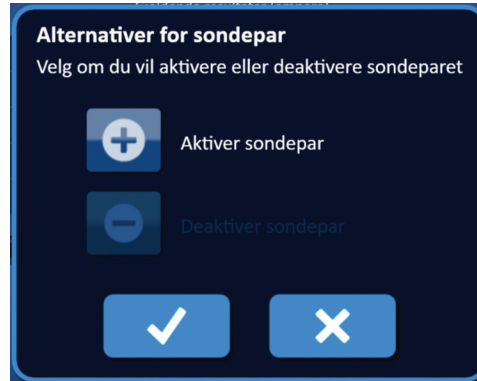 Alternativer for sondepar
Velg om du vil aktivere eller deaktivere sondeparet
Aktiver sondepar
Deaktiver sondepar